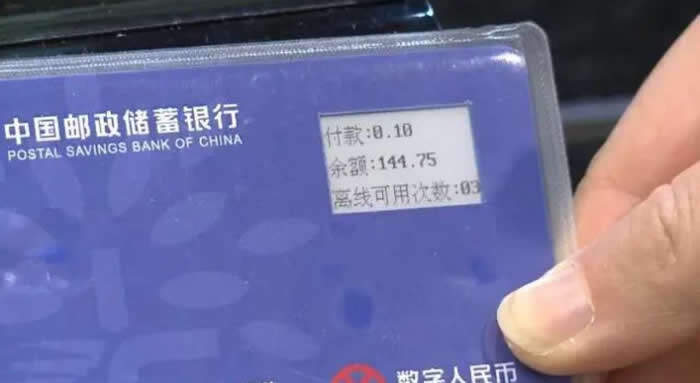 中国邮政储蓄银行
POSTAL SAVINGS BANK OF CHINA
付款:0.10
余额:144.75
离线可用次数:03
数字人民币